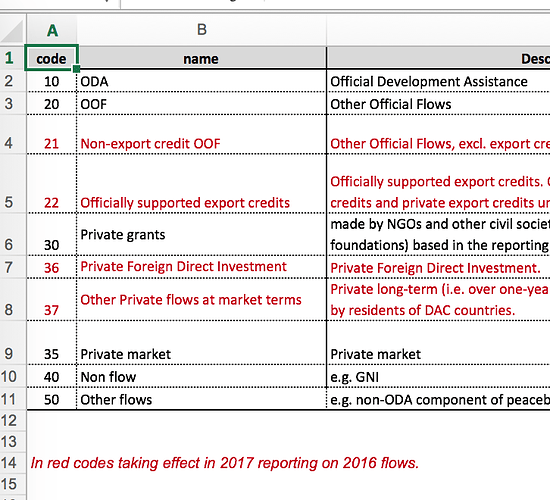 A B
1 code name Desc
2 10 ODA Official Development Assistance
3 20 OOF Other Official Flows
4 21 Non-export credit OOF Other Official Flows, excl. export cre
Officially supported export credits.
5 22 Officially supported export credits credits and private export credits un
made by NGOs and other civil societ
6 30 Private grants foundations) based in the reporting
7 36 Private Foreign Direct Investment Private Foreign Direct Investment.
Private long-term (i.e. over one-yea
8 37 Other Private flows at market terms by residents of DAC countries.
9 35 Private market Private market
10 40 Non flow e.g. GNI
11 50 Other flows e.g. non-ODA component of peaceb
12
13
14 In red codes taking effect in 2017 reporting on 2016 flows.
15